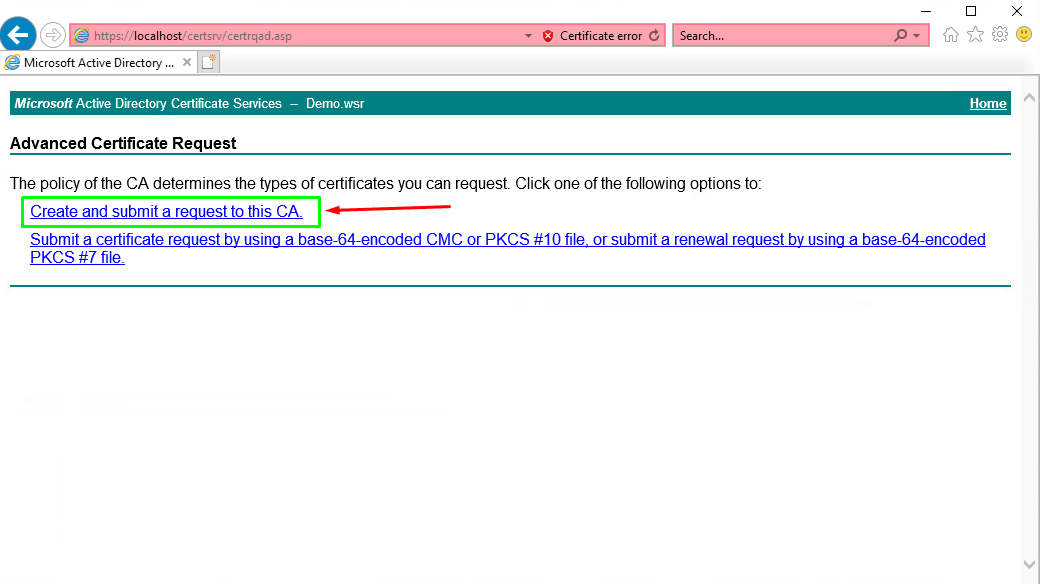 https://localhost/certsrv/certrqad.asp
Certificate error
Search...
Microsoft Active Directory ...
Microsoft Active Directory Certificate Services -- Demo.wsr
Home
Advanced Certificate Request
The policy of the CA determines the types of certificates you can request. Click one of the following options to:
Create and submit a request to this CA.
Submit a certificate request by using a base-64-encoded CMC or PKCS #10 file, or submit a renewal request by using a base-64-encoded
PKCS #7 file.